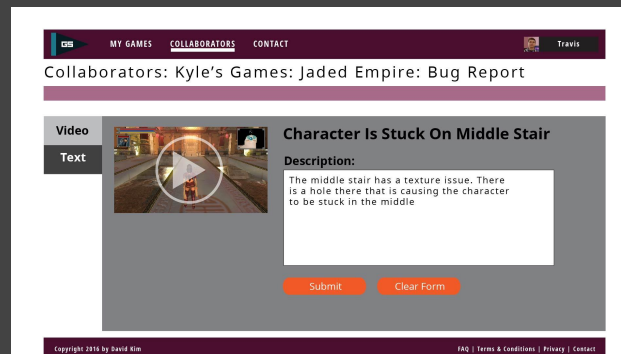 GS MY GAMES COLLABORATORS CONTACT Travis
Collaborators: Kyle's Games: Jaded Empire: Bug Report
Video
Text
Character Is Stuck On Middle Stair
Description:
The middle stair has a texture issue. There
is a hole there that is causing the character
to be stuck in the middle
Submit Clear Form
Copyright 2016 by David Kim FAQ | Terms & Conditions | Privacy | Contact